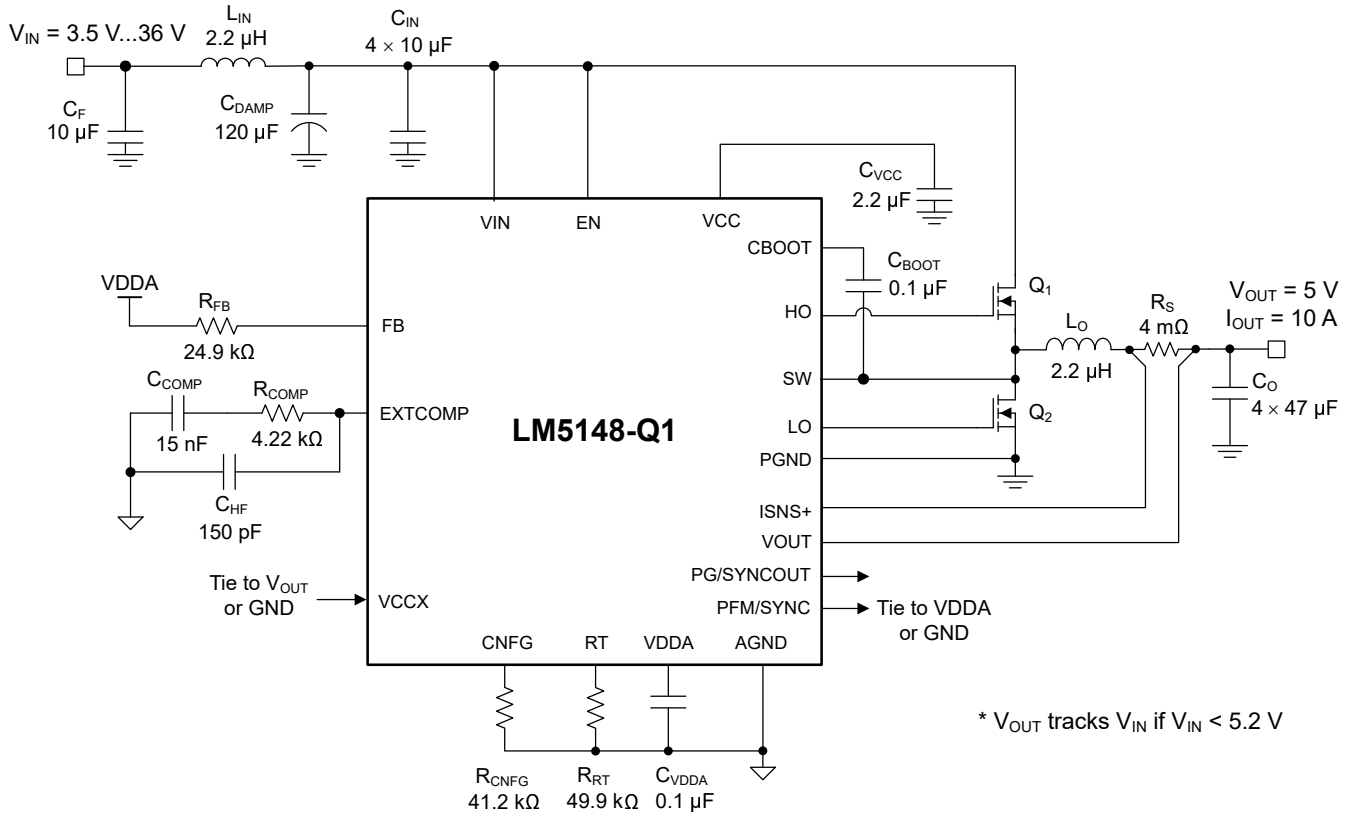 V_IN = 3.5 V...36 V
L_IN
2.2 µH
C_IN
4 × 10 µF
C_F
10 µF
C_DAMP
120 µF
C_VCC
2.2 µF
VIN
EN
VCC
CBOOT
C_BOOT
0.1 µF
HO
Q_1
V_OUT = 5 V
I_OUT = 10 A
L_O
2.2 µH
R_S
4 mΩ
C_O
4 × 47 µF
VDDA
R_FB
24.9 kΩ
FB
SW
C_COMP
15 nF
R_COMP
4.22 kΩ
EXTCOMP
LM5148-Q1
LO
Q_2
PGND
C_HF
150 pF
ISNS+
VOUT
PG/SYNCOUT
Tie to V_OUT
or GND
VCCX
PFM/SYNC
Tie to VDDA
or GND
CNFG
RT
VDDA
AGND
* V_OUT tracks V_IN if V_IN < 5.2 V
R_CNFG
41.2 kΩ
R_RT
49.9 kΩ
C_VDDA
0.1 µF